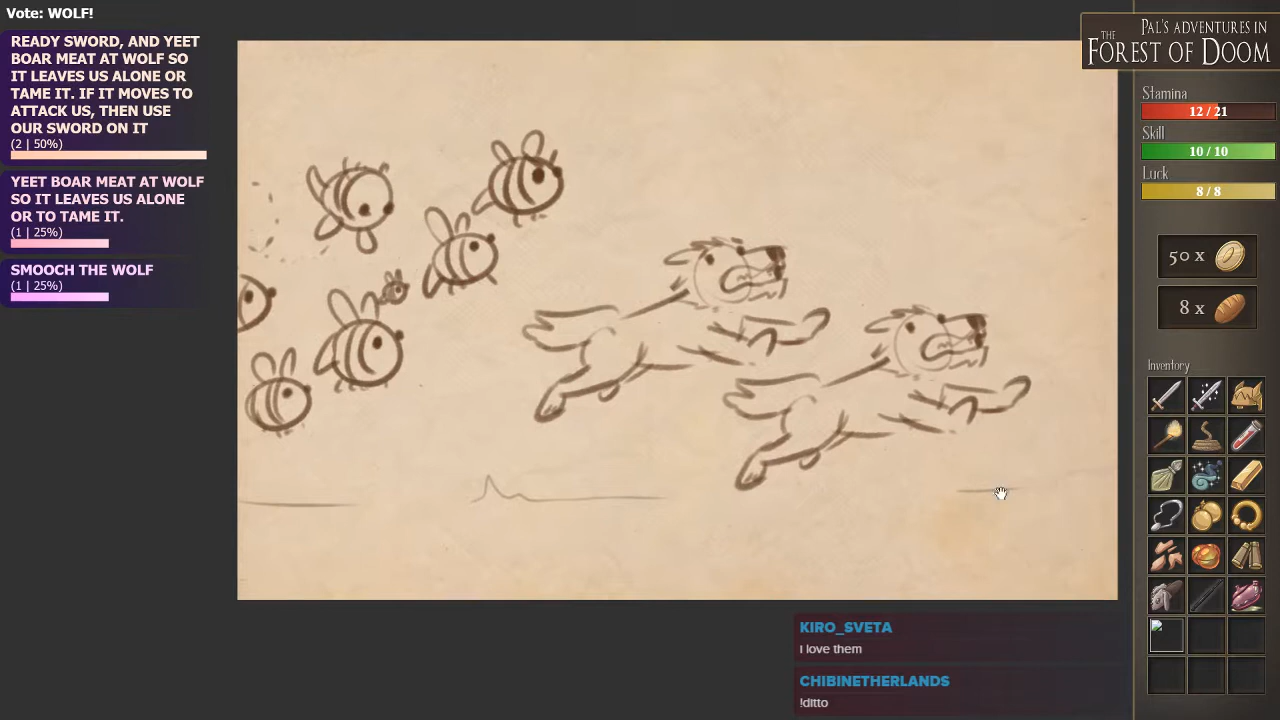 Vote: WOLF!
READY SWORD, AND YEET
BOAR MEAT AT WOLF SO
IT LEAVES US ALONE OR
TAME IT. IF IT MOVES TO
ATTACK US, THEN USE
OUR SWORD ON IT
(2 | 50%)
YEET BOAR MEAT AT WOLF
SO IT LEAVES US ALONE
OR TO TAME IT.
(1 | 25%)
SMOOCH THE WOLF
(1 | 25%)
PAL'S ADVENTURES IN
THE FOREST OF DOOM
Stamina
12 / 21
Skill
10 / 10
Luck
8 / 8
50 x
8 x
Inventory
KIRO_SVETA
I love them
CHIBINETHERLANDS
!ditto